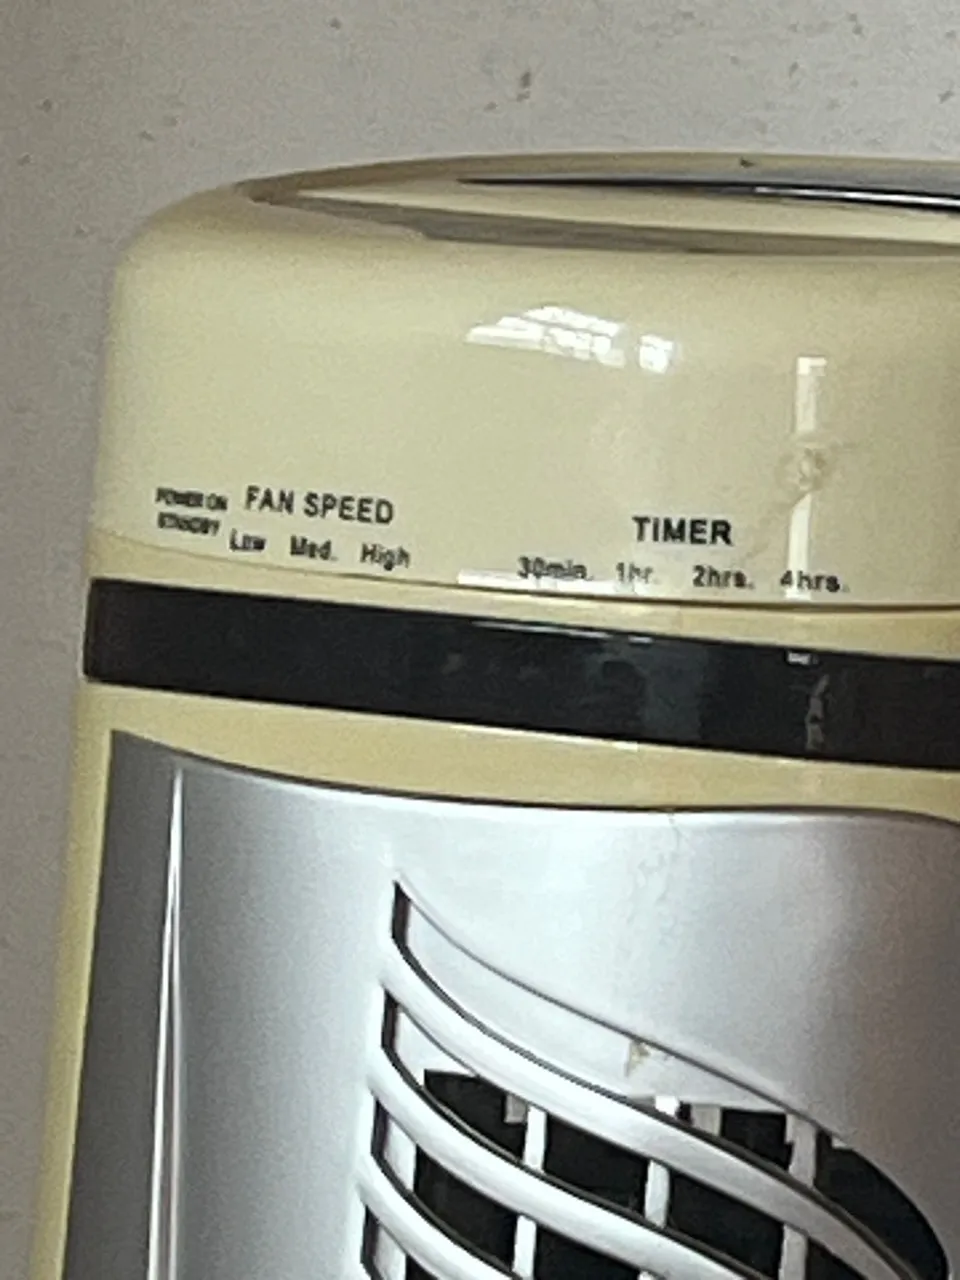 POWER ON
STANDBY
FAN SPEED
Low Med. High
TIMER
30min. 1hr. 2hrs. 4hrs.